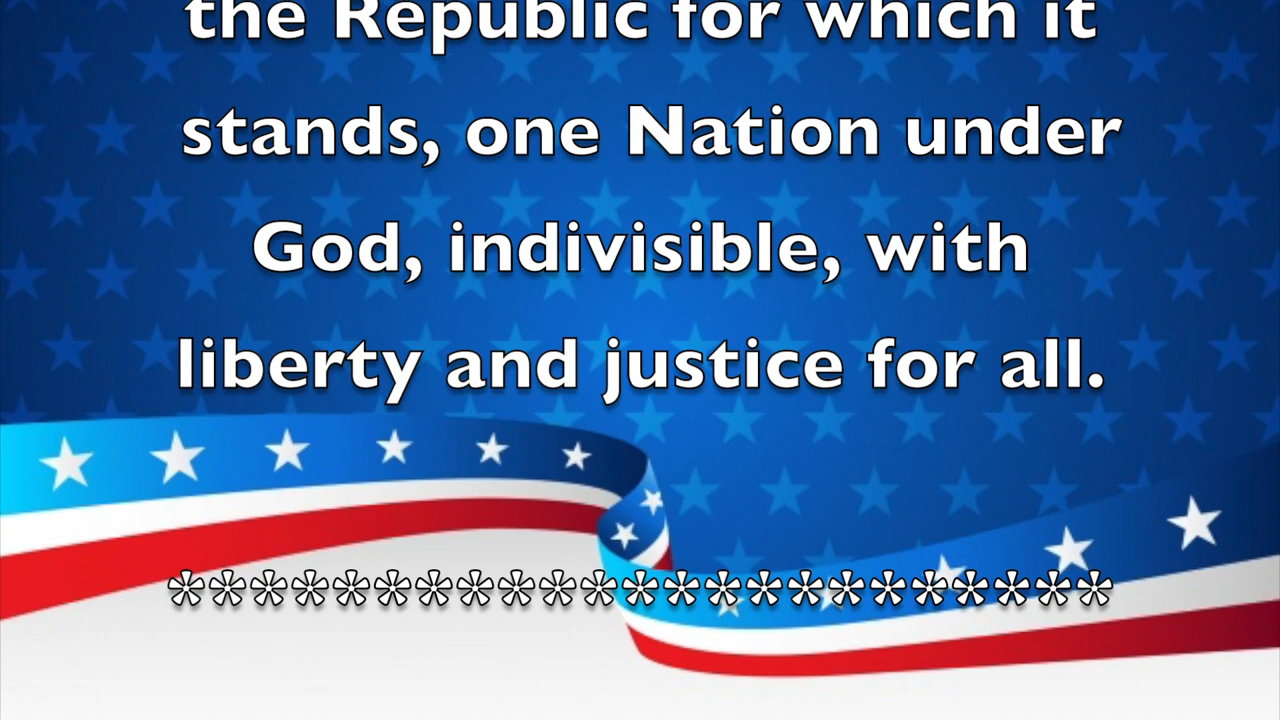 the Republic for which it
stands, one Nation under
God, indivisible, with
liberty and justice for all.
***********************